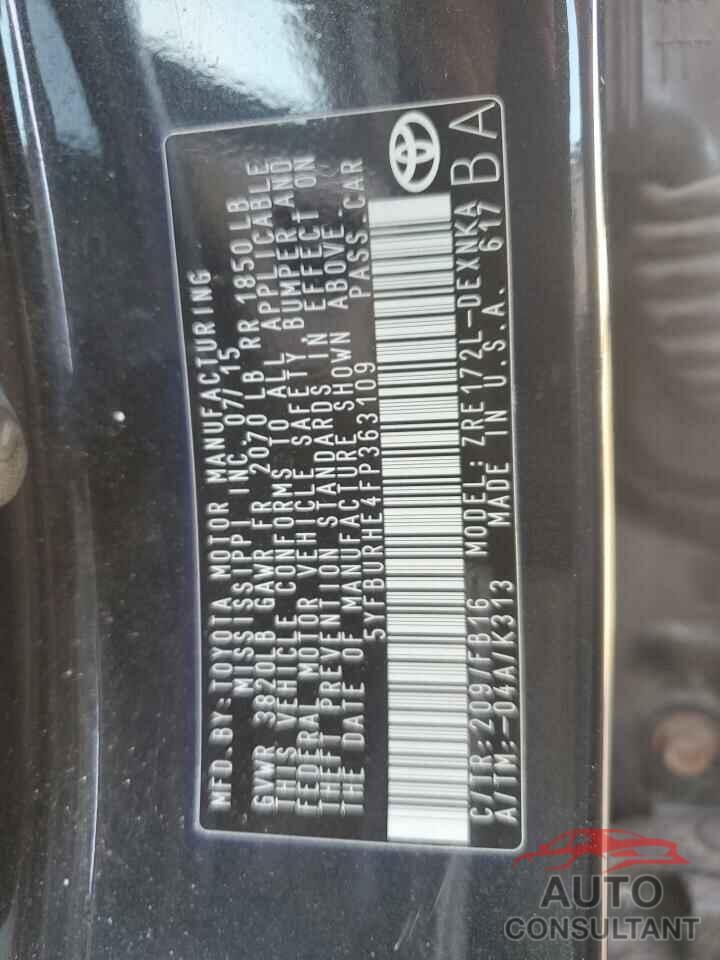 MFD.BY:TOYOTA MOTOR MANUFACTURING
MISSISSIPPI INC. 07/15
GVWR 3820LB GAWR FR 2070LB RR 1850LB
THIS VEHICLE CONFORMS TO ALL APPLICABLE
FEDERAL MOTOR VEHICLE SAFETY, BUMPER AND
THEFT PREVENTION STANDARDS IN EFFECT ON
THE DATE OF MANUFACTURE SHOWN ABOVE.
5YFBURHE4FP363109 PASS.CAR
C/TR:209/FB16 MODEL: ZRE172L-DEXNKA
A/TM:-04A/K313 MADE IN U.S.A. 617
BA
AUTO
CONSULTANT